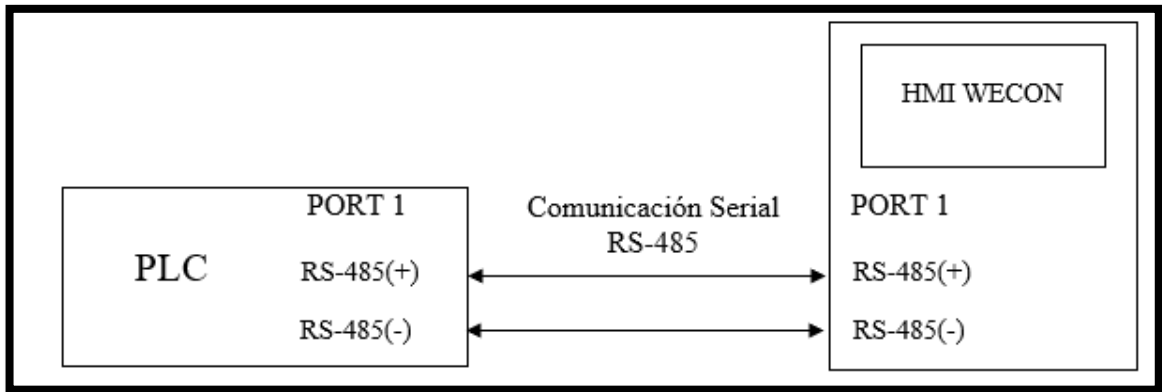 HMI WECON
PLC
PORT 1
RS-485(+)
RS-485(-)
Comunicación Serial
RS-485
PORT 1
RS-485(+)
RS-485(-)